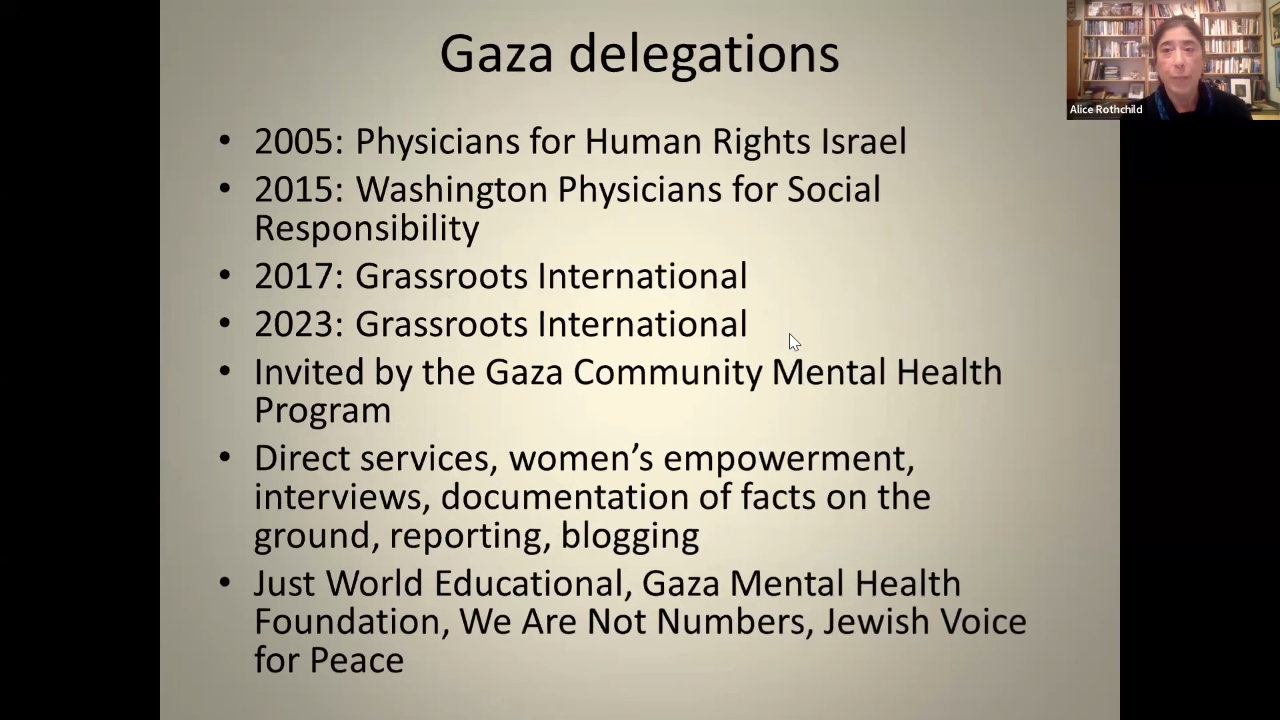 Gaza delegations
Alice Rothchild
• 2005: Physicians for Human Rights Israel
• 2015: Washington Physicians for Social
Responsibility
• 2017: Grassroots International
• 2023: Grassroots International
• Invited by the Gaza Community Mental Health
Program
• Direct services, women’s empowerment,
interviews, documentation of facts on the
ground, reporting, blogging
• Just World Educational, Gaza Mental Health
Foundation, We Are Not Numbers, Jewish Voice
for Peace